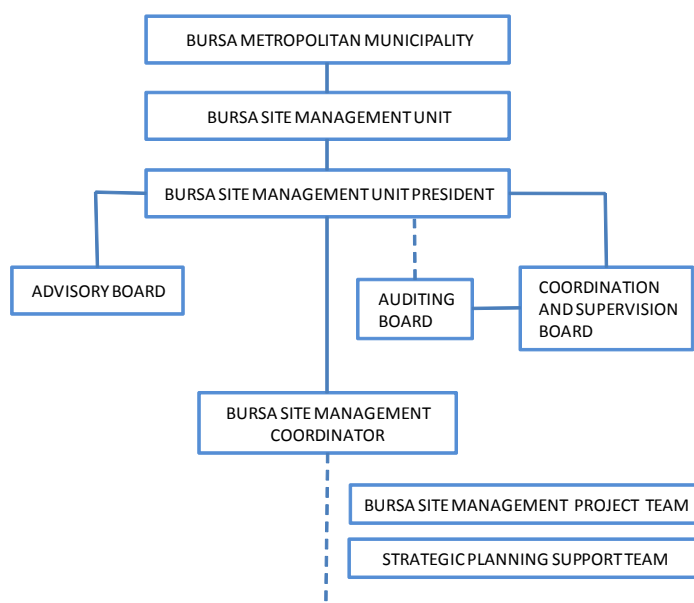 BURSA METROPOLITAN MUNICIPALITY
BURSA SITE MANAGEMENT UNIT
BURSA SITE MANAGEMENT UNIT PRESIDENT
ADVISORY BOARD
AUDITING
BOARD
COORDINATION
AND SUPERVISION
BOARD
BURSA SITE MANAGEMENT
COORDINATOR
BURSA SITE MANAGEMENT PROJECT TEAM
STRATEGIC PLANNING SUPPORT TEAM